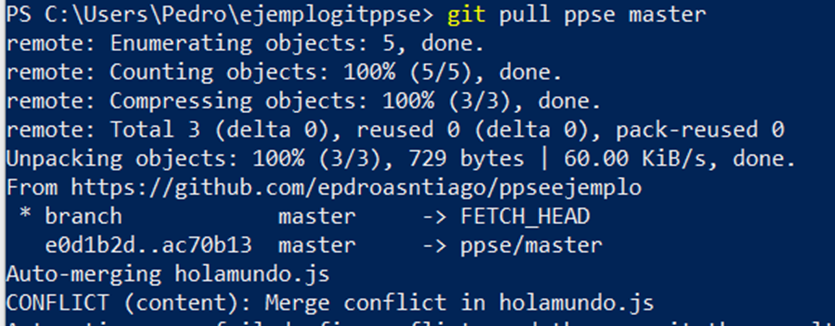 PS C:\Users\Pedro\ejemplogitppse> git pull ppse master
remote: Enumerating objects: 5, done.
remote: Counting objects: 100% (5/5), done.
remote: Compressing objects: 100% (3/3), done.
remote: Total 3 (delta 0), reused 0 (delta 0), pack-reused 0
Unpacking objects: 100% (3/3), 729 bytes | 60.00 KiB/s, done.
From https://github.com/epdroasntiago/ppseejemplo
 * branch            master     -> FETCH_HEAD
   e0d1b2d..ac70b13  master     -> ppse/master
Auto-merging holamundo.js
CONFLICT (content): Merge conflict in holamundo.js